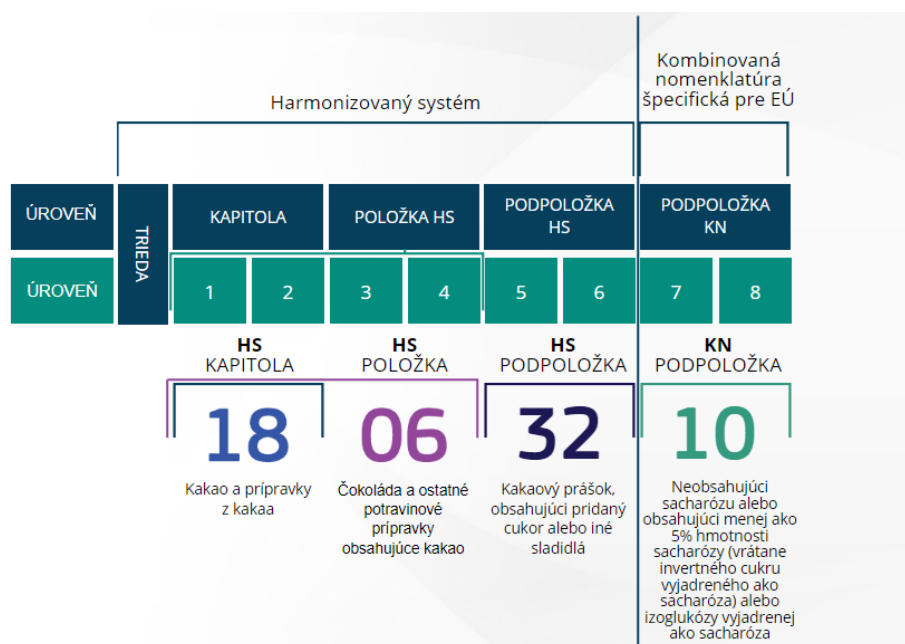 Harmonizovaný systém
Kombinovaná
nomenklatúra
špecifická pre EÚ
ÚROVEŇ
TRIEDA
KAPITOLA
POLOŽKA HS
PODPOLOŽKA
HS
PODPOLOŽKA
KN
ÚROVEŇ
1
2
3
4
5
6
7
8
HS
KAPITOLA
HS
POLOŽKA
HS
PODPOLOŽKA
KN
PODPOLOŽKA
18
06
32
10
Kakao a prípravky
z kakaa
Čokoláda a ostatné
potravinové
prípravky
obsahujúce kakao
Kakaový prášok,
obsahujúci pridaný
cukor alebo iné
sladidlá
Neobsahujúci
sacharózu alebo
obsahujúci menej ako
5% hmotnosti
sacharózy (vrátane
invertného cukru
vyjadreného ako
sacharóza) alebo
izoglukózy vyjadrenej
ako sacharóza